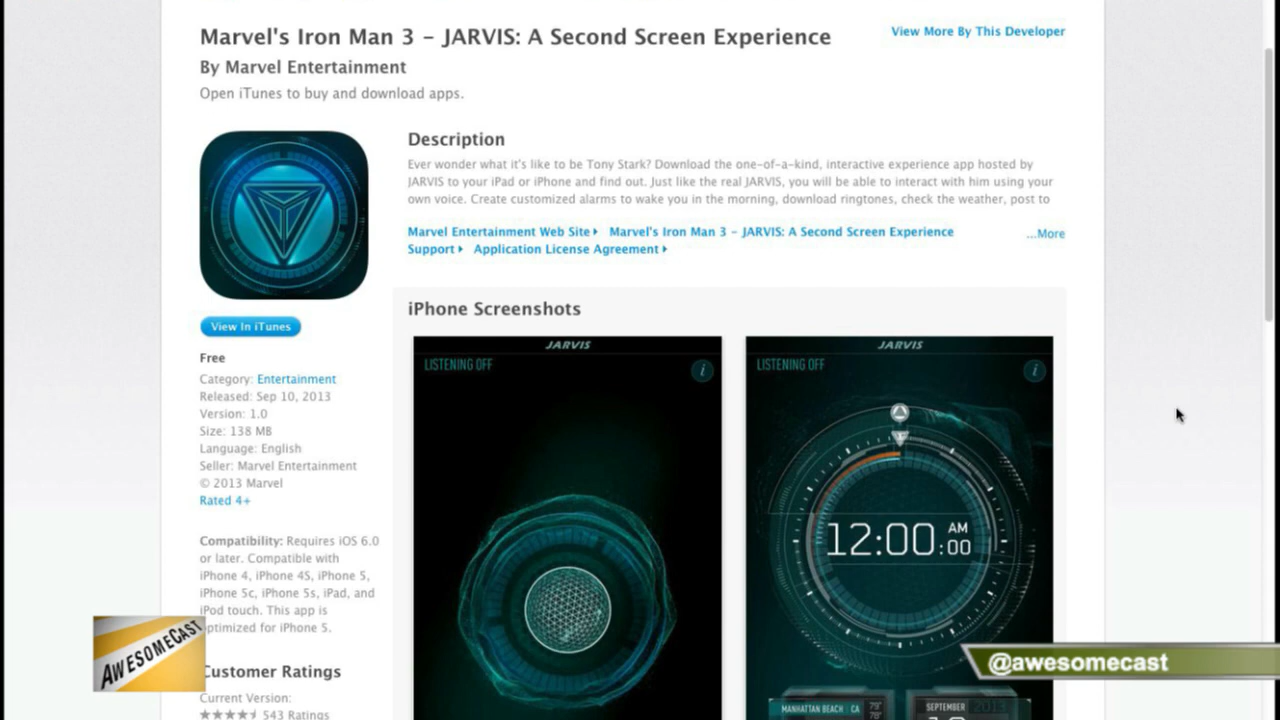 Marvel's Iron Man 3 – JARVIS: A Second Screen Experience
View More By This Developer
By Marvel Entertainment
Open iTunes to buy and download apps.
Description
Ever wonder what it's like to be Tony Stark? Download the one-of-a-kind, interactive experience app hosted by
JARVIS to your iPad or iPhone and find out. Just like the real JARVIS, you will be able to interact with him using your
own voice. Create customized alarms to wake you in the morning, download ringtones, check the weather, post to
Marvel Entertainment Web Site
Marvel's Iron Man 3 – JARVIS: A Second Screen Experience
...More
Support
Application License Agreement
View In iTunes
Free
Category: Entertainment
Released: Sep 10, 2013
Version: 1.0
Size: 138 MB
Language: English
Seller: Marvel Entertainment
© 2013 Marvel
Rated 4+
Compatibility: Requires iOS 6.0
or later. Compatible with
iPhone 4, iPhone 4S, iPhone 5,
iPhone 5c, iPhone 5s, iPad, and
iPod touch. This app is
optimized for iPhone 5.
Customer Ratings
Current Version:
543 Ratings
iPhone Screenshots
JARVIS
LISTENING OFF
i
JARVIS
LISTENING OFF
i
12:00:00 AM
MANHATTAN BEACH CA
79°
SEPTEMBER 2013
AWESOMECAST
@awesomecast